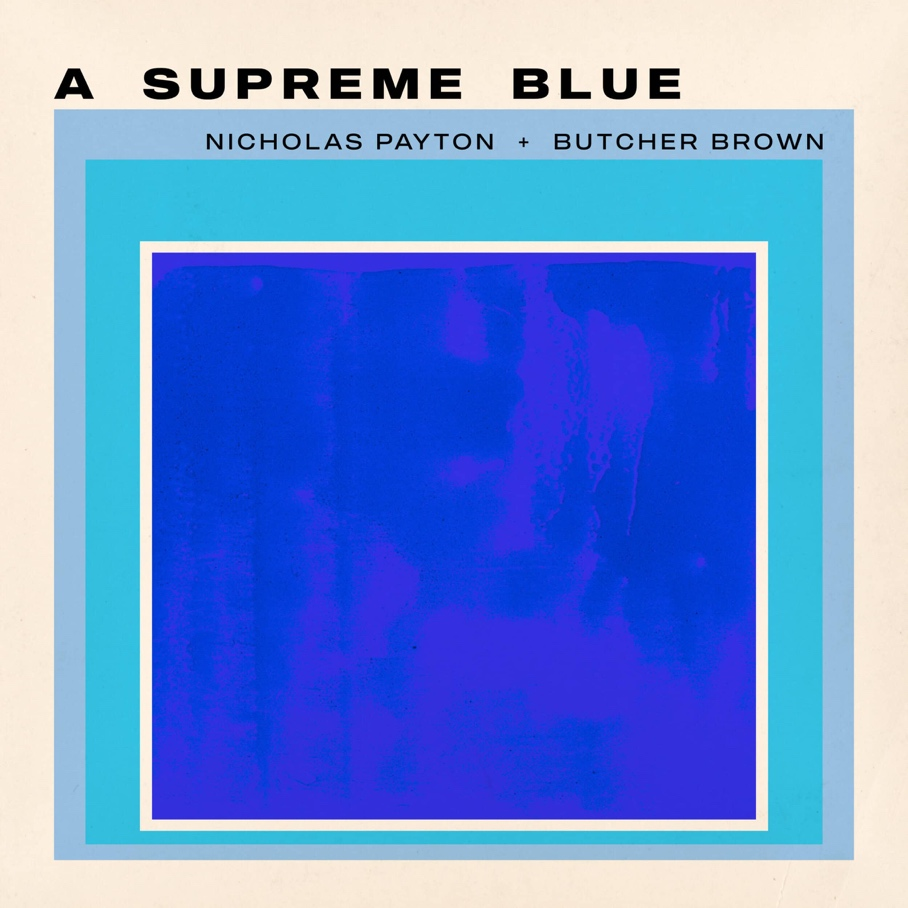 A SUPREME BLUE
NICHOLAS PAYTON + BUTCHER BROWN